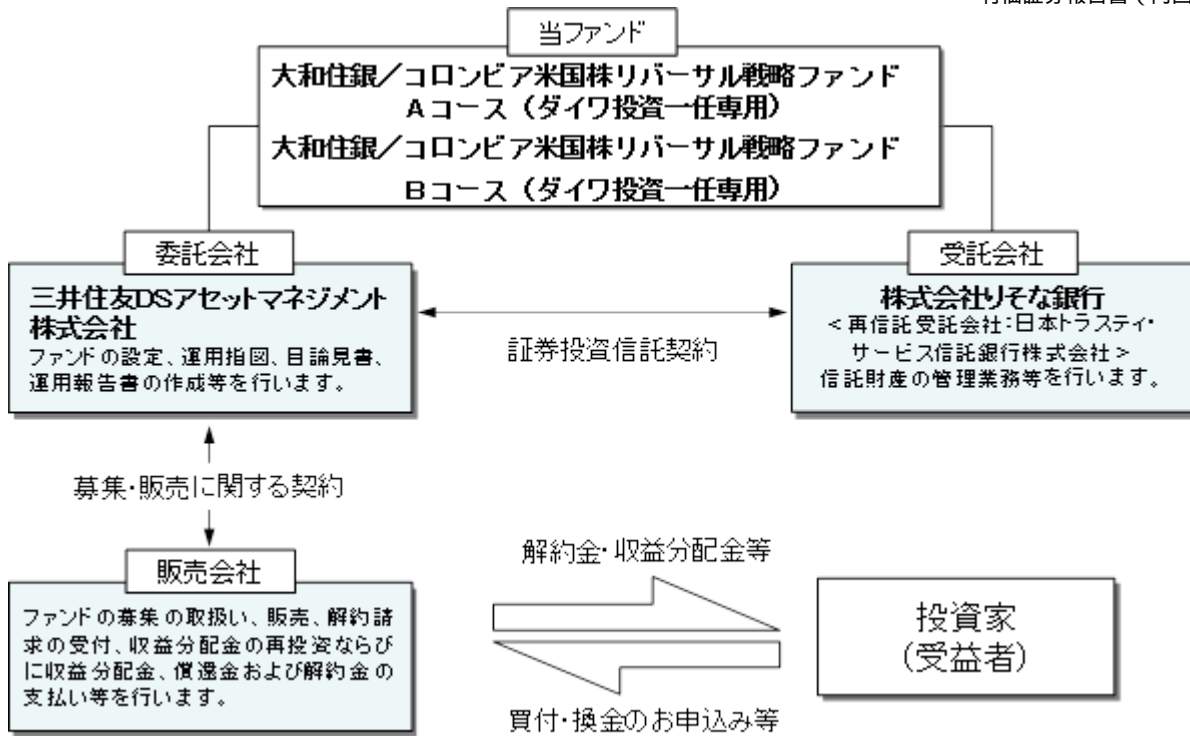 当ファンド
大和住銀／コロンビア米国株リバーサル戦略ファンド
Aコース（ダイワ投資一任専用）
大和住銀／コロンビア米国株リバーサル戦略ファンド
Bコース（ダイワ投資一任専用）
委託会社
三井住友DSアセットマネジメント
株式会社
ファンドの設定、運用指図、目論見書、
運用報告書の作成等を行います。
証券投資信託契約
受託会社
株式会社りそな銀行
＜再信託受託会社：日本トラスティ・
サービス信託銀行株式会社＞
信託財産の管理業務等を行います。
募集・販売に関する契約
販売会社
ファンドの募集の取扱い、販売、解約請
求の受付、収益分配金の再投資ならび
に収益分配金、償還金および解約金の
支払い等を行います。
解約金・収益分配金等
買付・換金のお申込み等
投資家
（受益者）